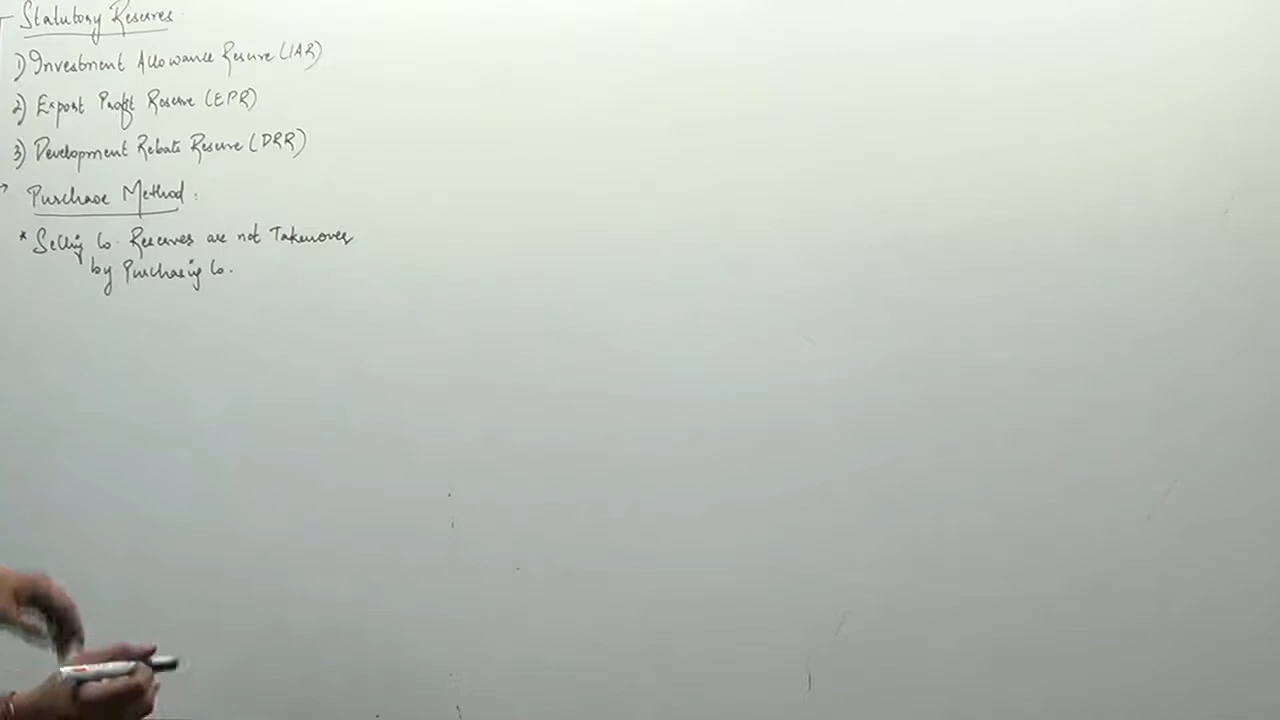 Statutory Reserves
1) Investment Allowance Reserve (IAR)
2) Export Profit Reserve (EPR)
3) Development Rebate Reserve (DRR)
→ Purchase Method :
* Selling Co. Reserves are not Takenover
by Purchasing Co.